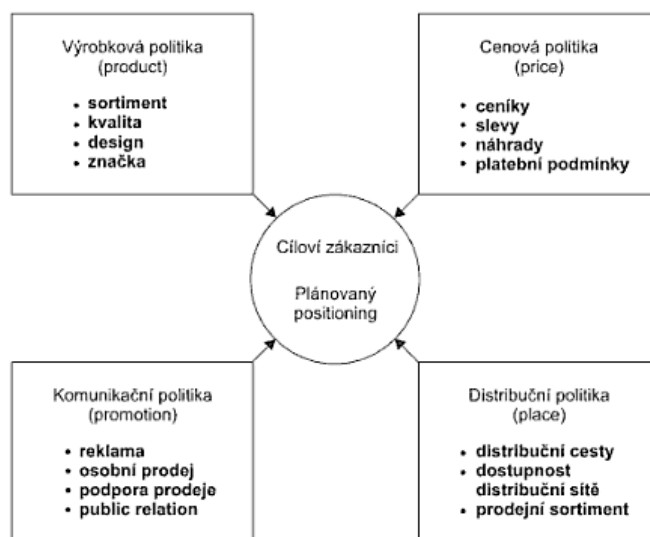 Výrobková politika
(product)
• sortiment
• kvalita
• design
• značka
Cenová politika
(price)
• ceníky
• slevy
• náhrady
• platební podmínky
Cíloví zákazníci
Plánovaný
positioning
Komunikační politika
(promotion)
• reklama
• osobní prodej
• podpora prodeje
• public relation
Distribuční politika
(place)
• distribuční cesty
• dostupnost
distribuční sítě
• prodejní sortiment